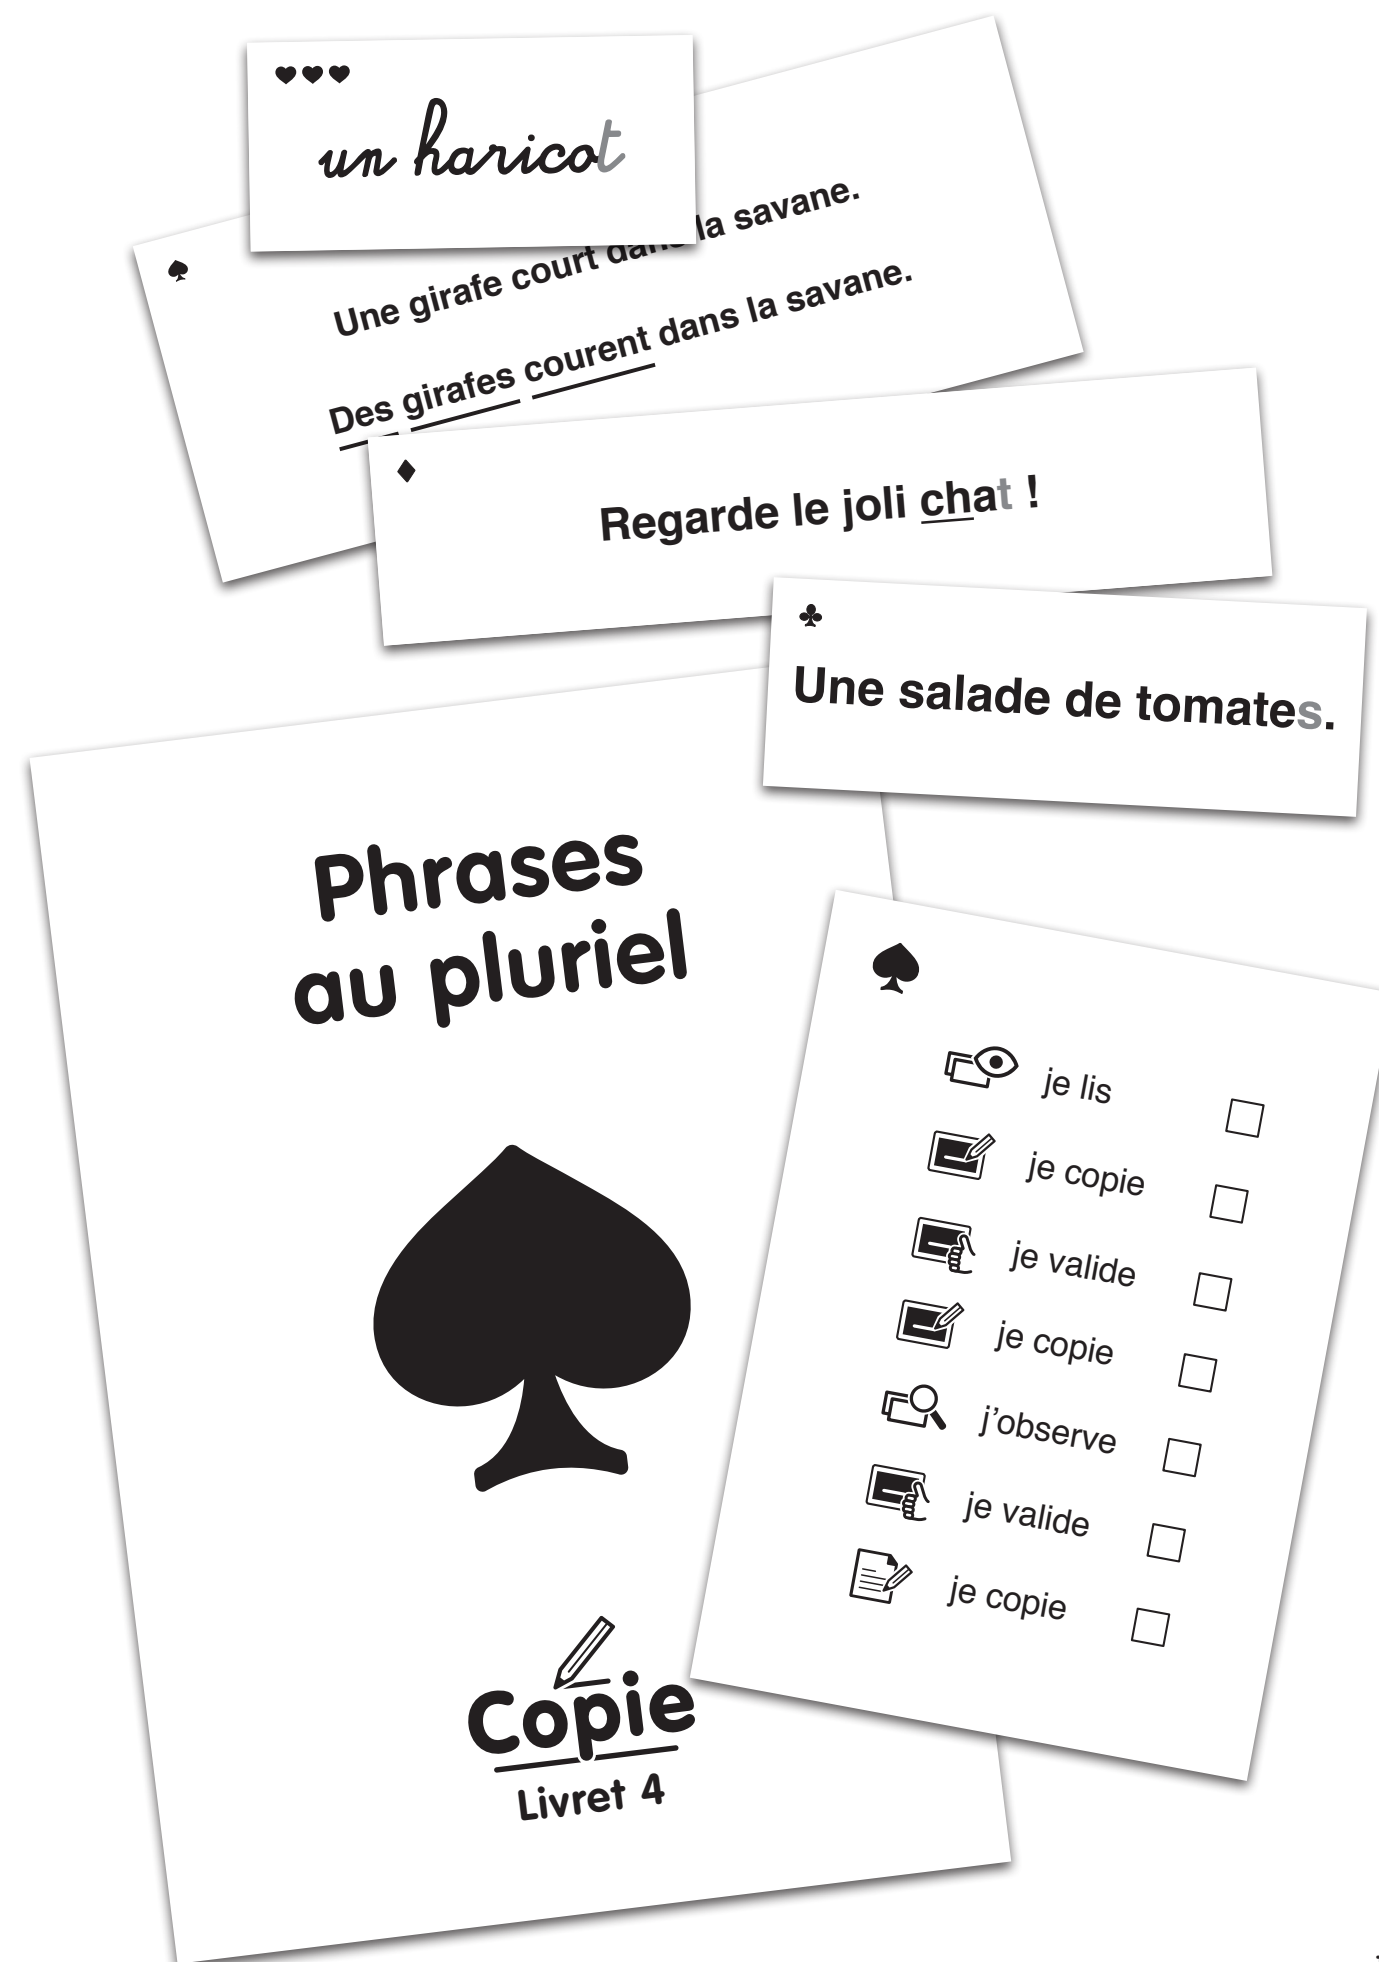 un haricot
Une girafe court dans la savane.
Des girafes courent dans la savane.
Regarde le joli chat !
Une salade de tomates.
Phrases
au pluriel
je lis
je copie
je valide
je copie
j'observe
je valide
je copie
Copie
Livret 4